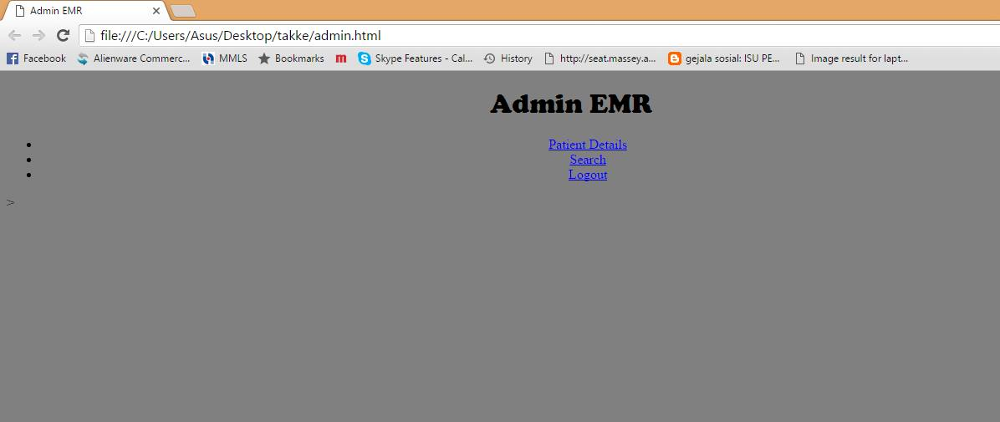 Admin EMR
file:///C:/Users/Asus/Desktop/takke/admin.html
Facebook Alienware Commerc... MMLS Bookmarks m Skype Features - Cal... History http://seat.massey.a... gejala sosial: ISU PE... Image result for lapt...
Admin EMR
Patient Details
Search
Logout
>